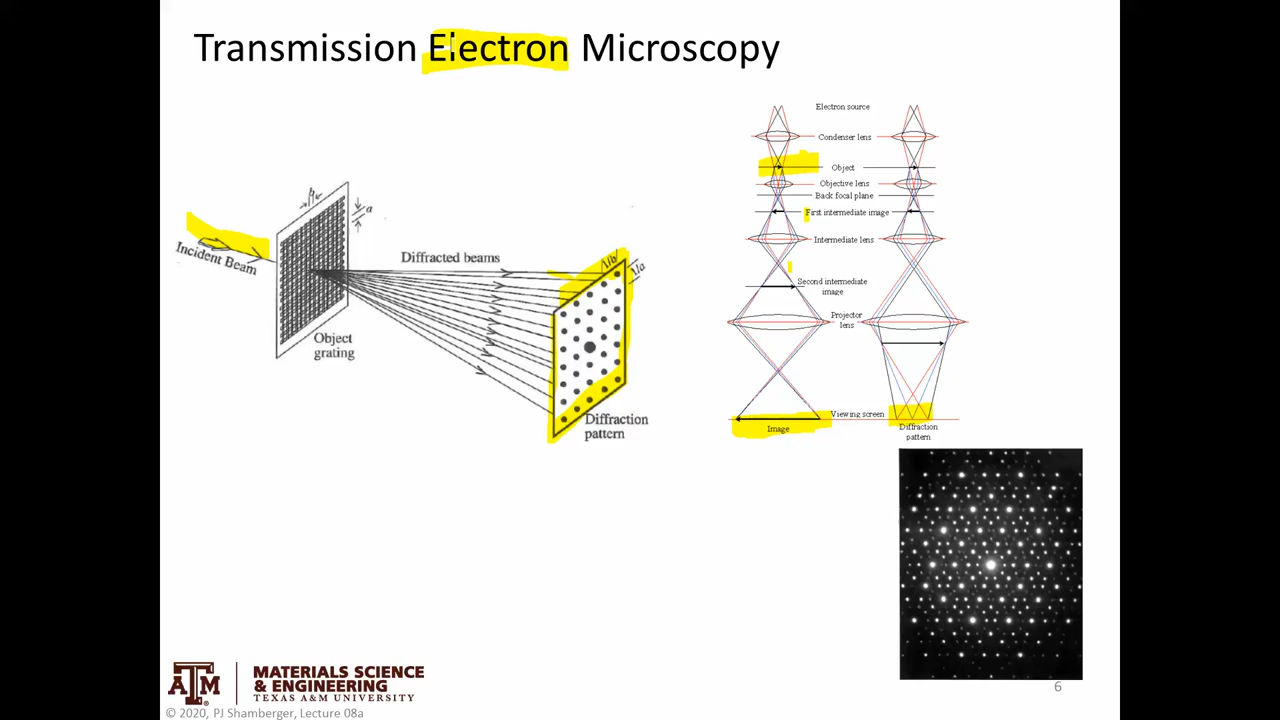 Transmission Electron Microscopy
b
a
Incident Beam
Object
grating
Diffracted beams
1/b
1/a
Diffraction
pattern
Electron source
Condenser lens
Object
Objective lens
Back focal plane
First intermediate image
Intermediate lens
Second intermediate
image
Projector
lens
Viewing screen
Image
Diffraction
pattern
ATM
MATERIALS SCIENCE
& ENGINEERING
TEXAS A&M UNIVERSITY
© 2020, PJ Shamberger, Lecture 08a
6